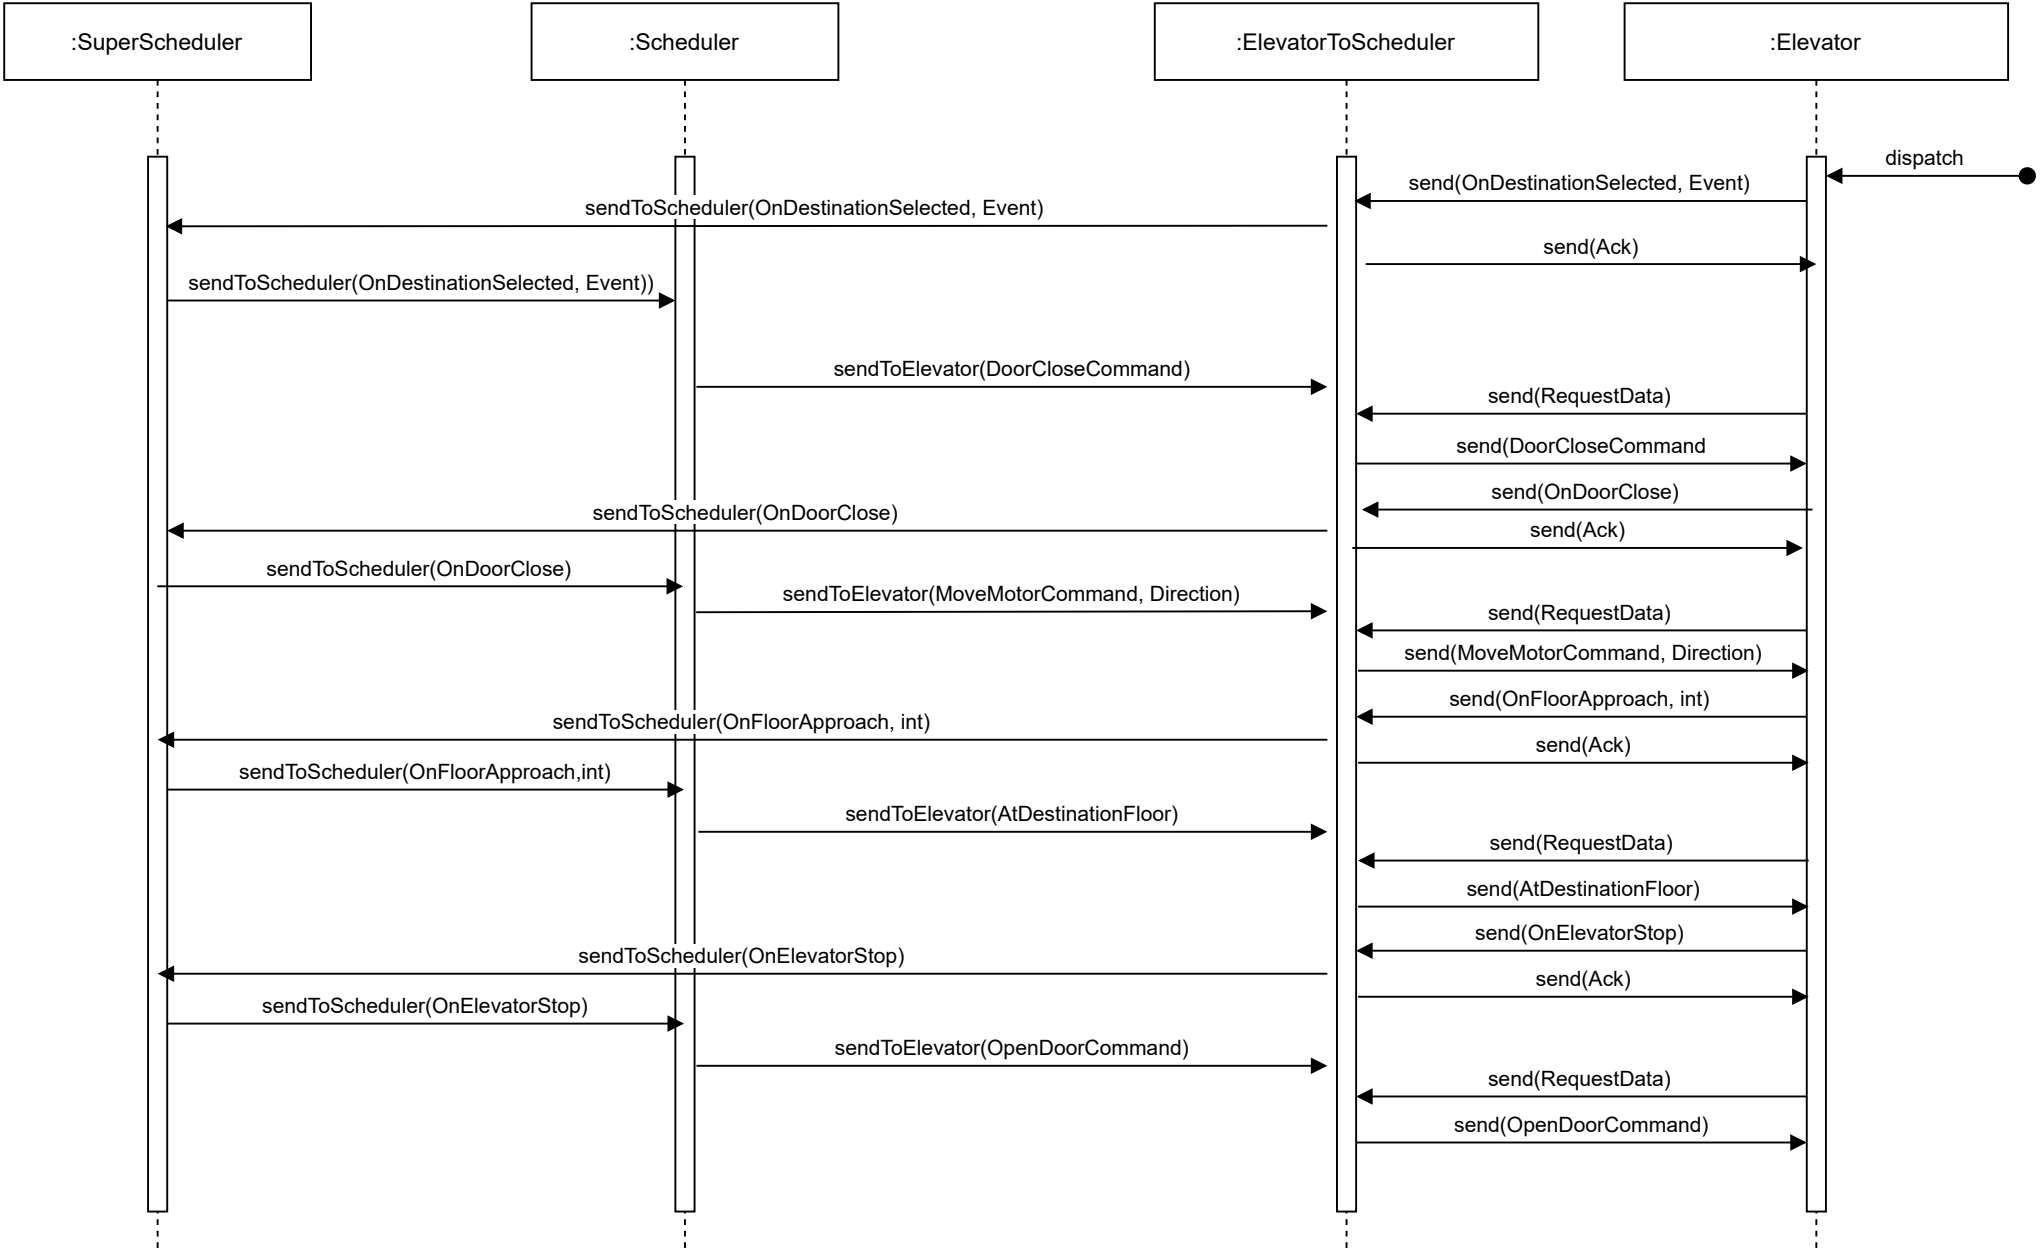 :SuperScheduler
:Scheduler
:ElevatorToScheduler
:Elevator
dispatch
send(OnDestinationSelected, Event)
sendToScheduler(OnDestinationSelected, Event)
send(Ack)
sendToScheduler(OnDestinationSelected, Event))
sendToElevator(DoorCloseCommand)
send(RequestData)
send(DoorCloseCommand
send(OnDoorClose)
sendToScheduler(OnDoorClose)
send(Ack)
sendToScheduler(OnDoorClose)
sendToElevator(MoveMotorCommand, Direction)
send(RequestData)
send(MoveMotorCommand, Direction)
send(OnFloorApproach, int)
sendToScheduler(OnFloorApproach, int)
send(Ack)
sendToScheduler(OnFloorApproach,int)
sendToElevator(AtDestinationFloor)
send(RequestData)
send(AtDestinationFloor)
send(OnElevatorStop)
sendToScheduler(OnElevatorStop)
send(Ack)
sendToScheduler(OnElevatorStop)
sendToElevator(OpenDoorCommand)
send(RequestData)
send(OpenDoorCommand)